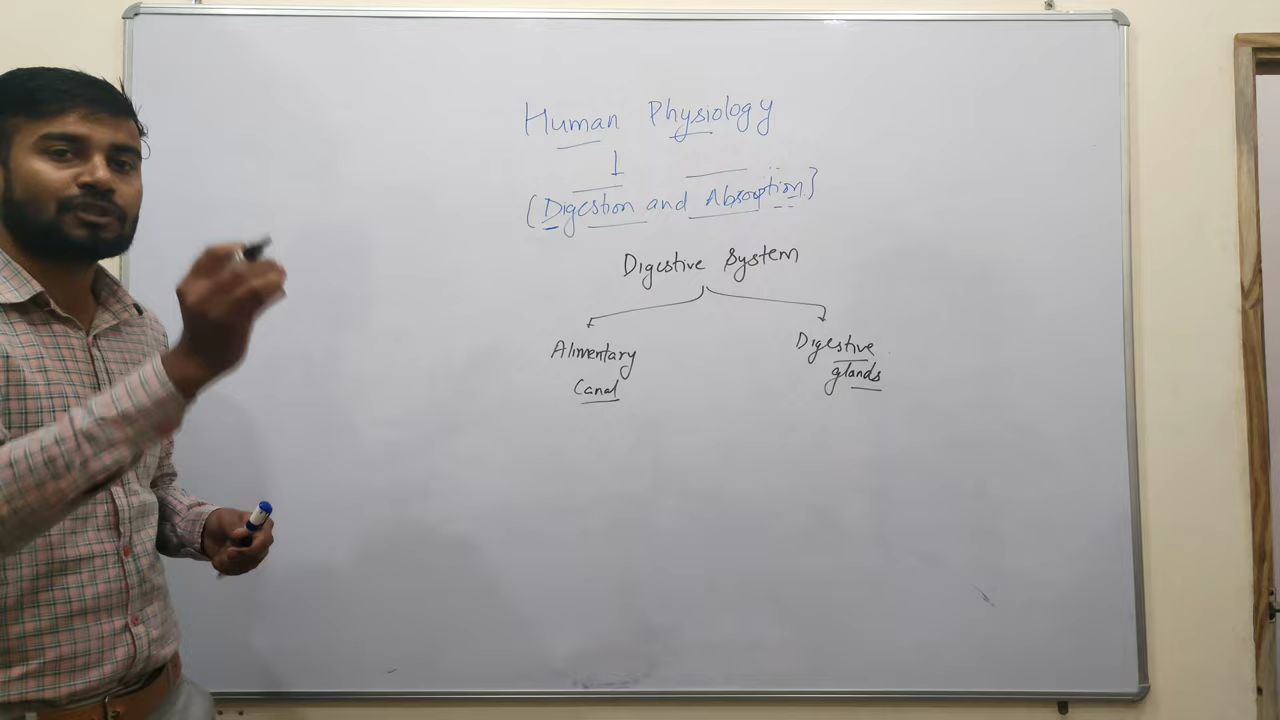 Human Physiology
(Digestion and Absorption)
Digestive System
Alimentary
Canal
Digestive
glands